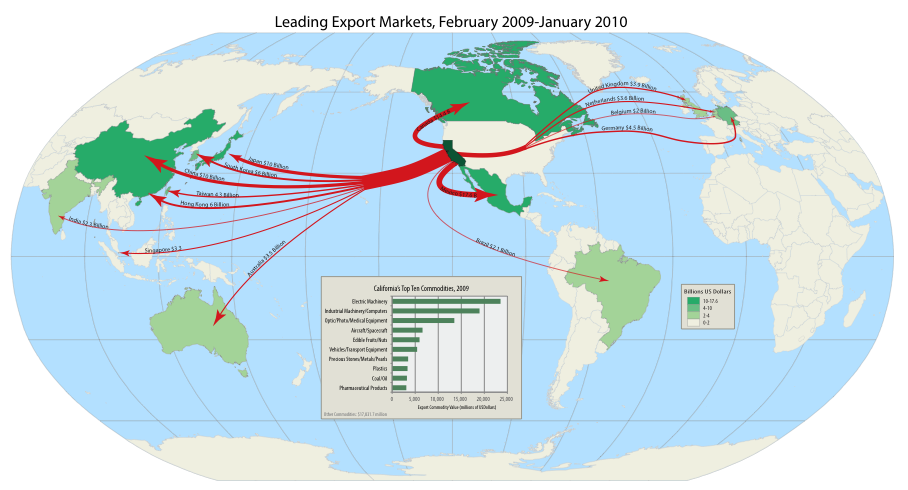 Leading Export Markets, February 2009-January 2010
United Kingdom $3.9 Billion
Netherlands $3.6 Billion
Belgium $2 Billion
Germany $4.5 Billion
Japan $10 Billion
South Korea $6 Billion
China $10 Billion
Taiwan 4.3 Billion
Hong Kong 6 Billion
India $2.3 Billion
Singapore $3.3
Australia $3.5 Billion
Brazil $2.1 Billion
Billions US Dollars
10-17.6
4-10
2-4
0-2
California's Top Ten Commodities, 2009
Electric Machinery
Industrial Machinery/Computers
Optic/Photo/Medical Equipment
Aircraft/Spacecraft
Edible Fruits/Nuts
Vehicles/Transport Equipment
Precious Stones/Metals/Pearls
Plastics
Coal/Oil
Pharmaceutical Products
0 5,000 10,000 15,000 20,000 25,000
Export Commodity Value (millions of USDollars)
Other Commodities: